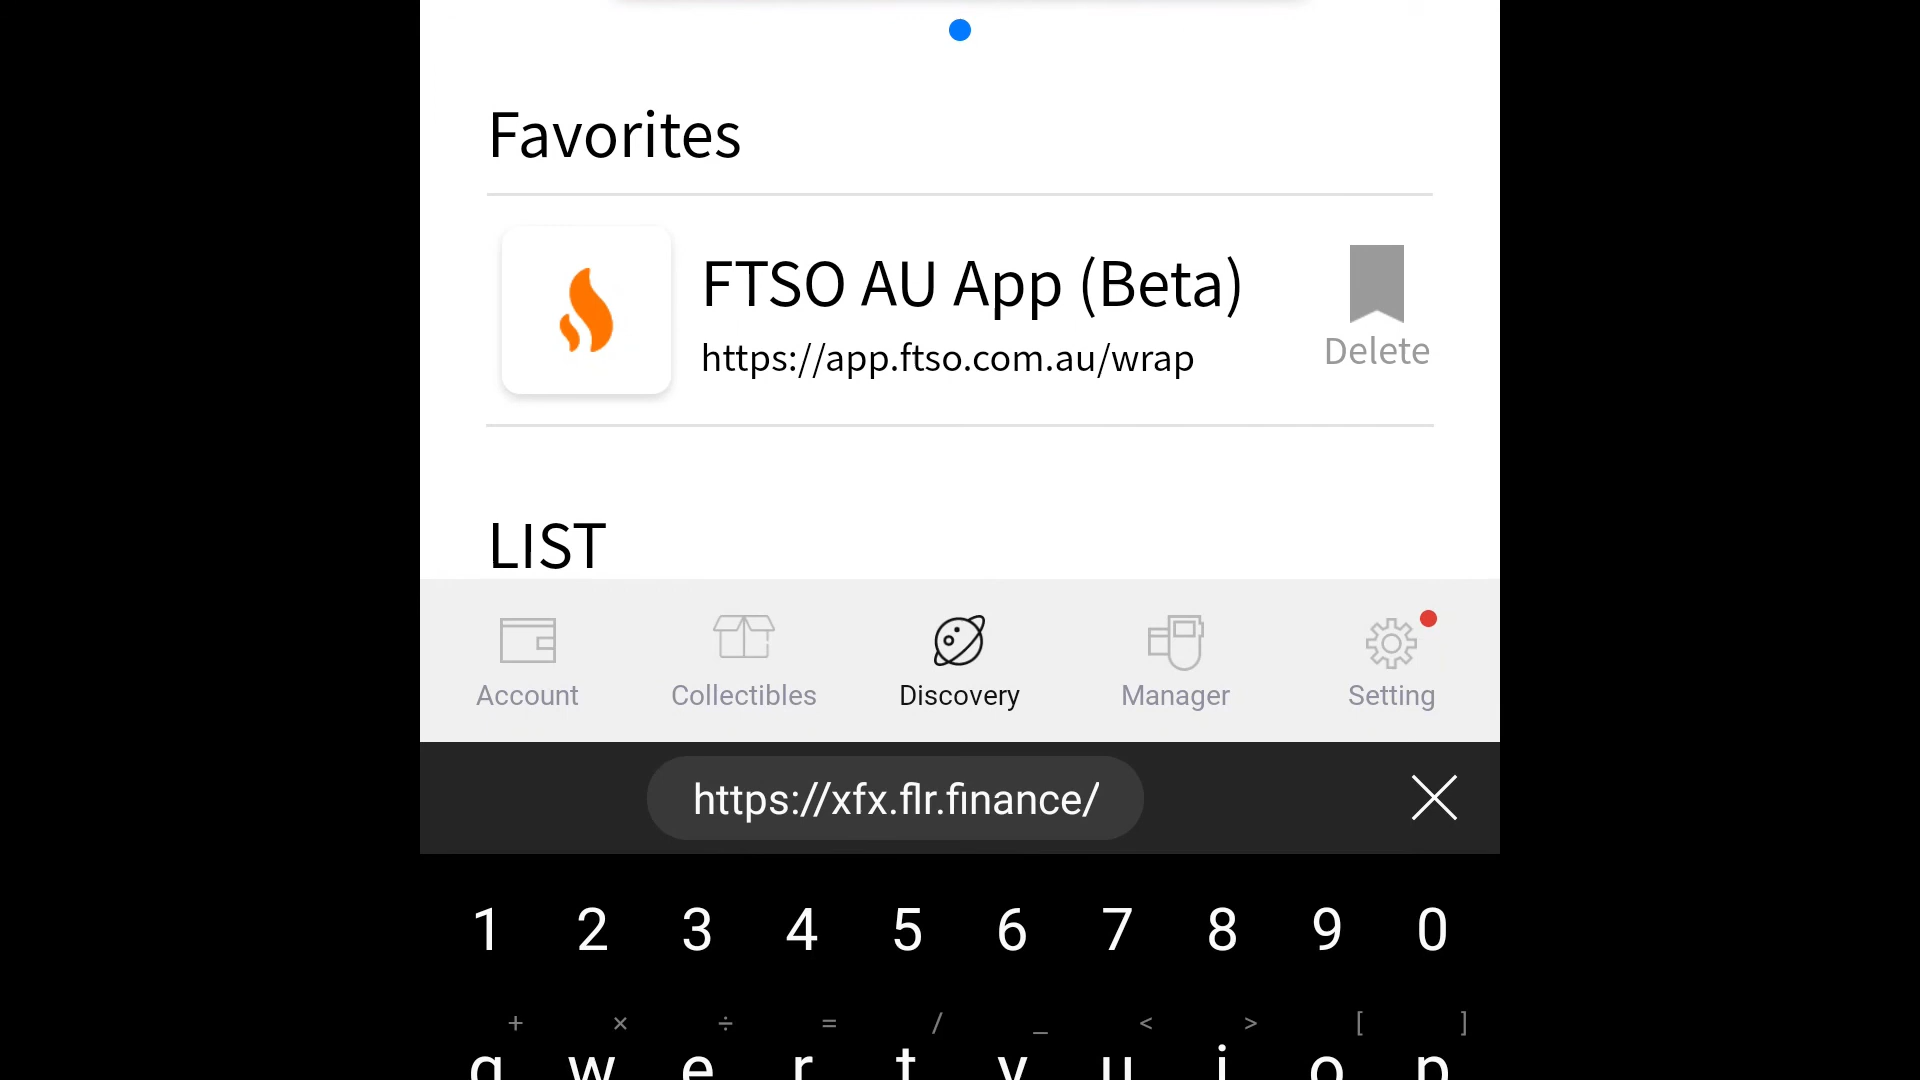 Favorites
FTSO AU App (Beta)
https://app.ftso.com.au/wrap
Delete
LIST
Account Collectibles Discovery Manager Setting
https://xfx.flr.finance/
1 2 3 4 5 6 7 8 9 0
+ × ÷ = / _ < > [ ]
q w e r t y u i o p